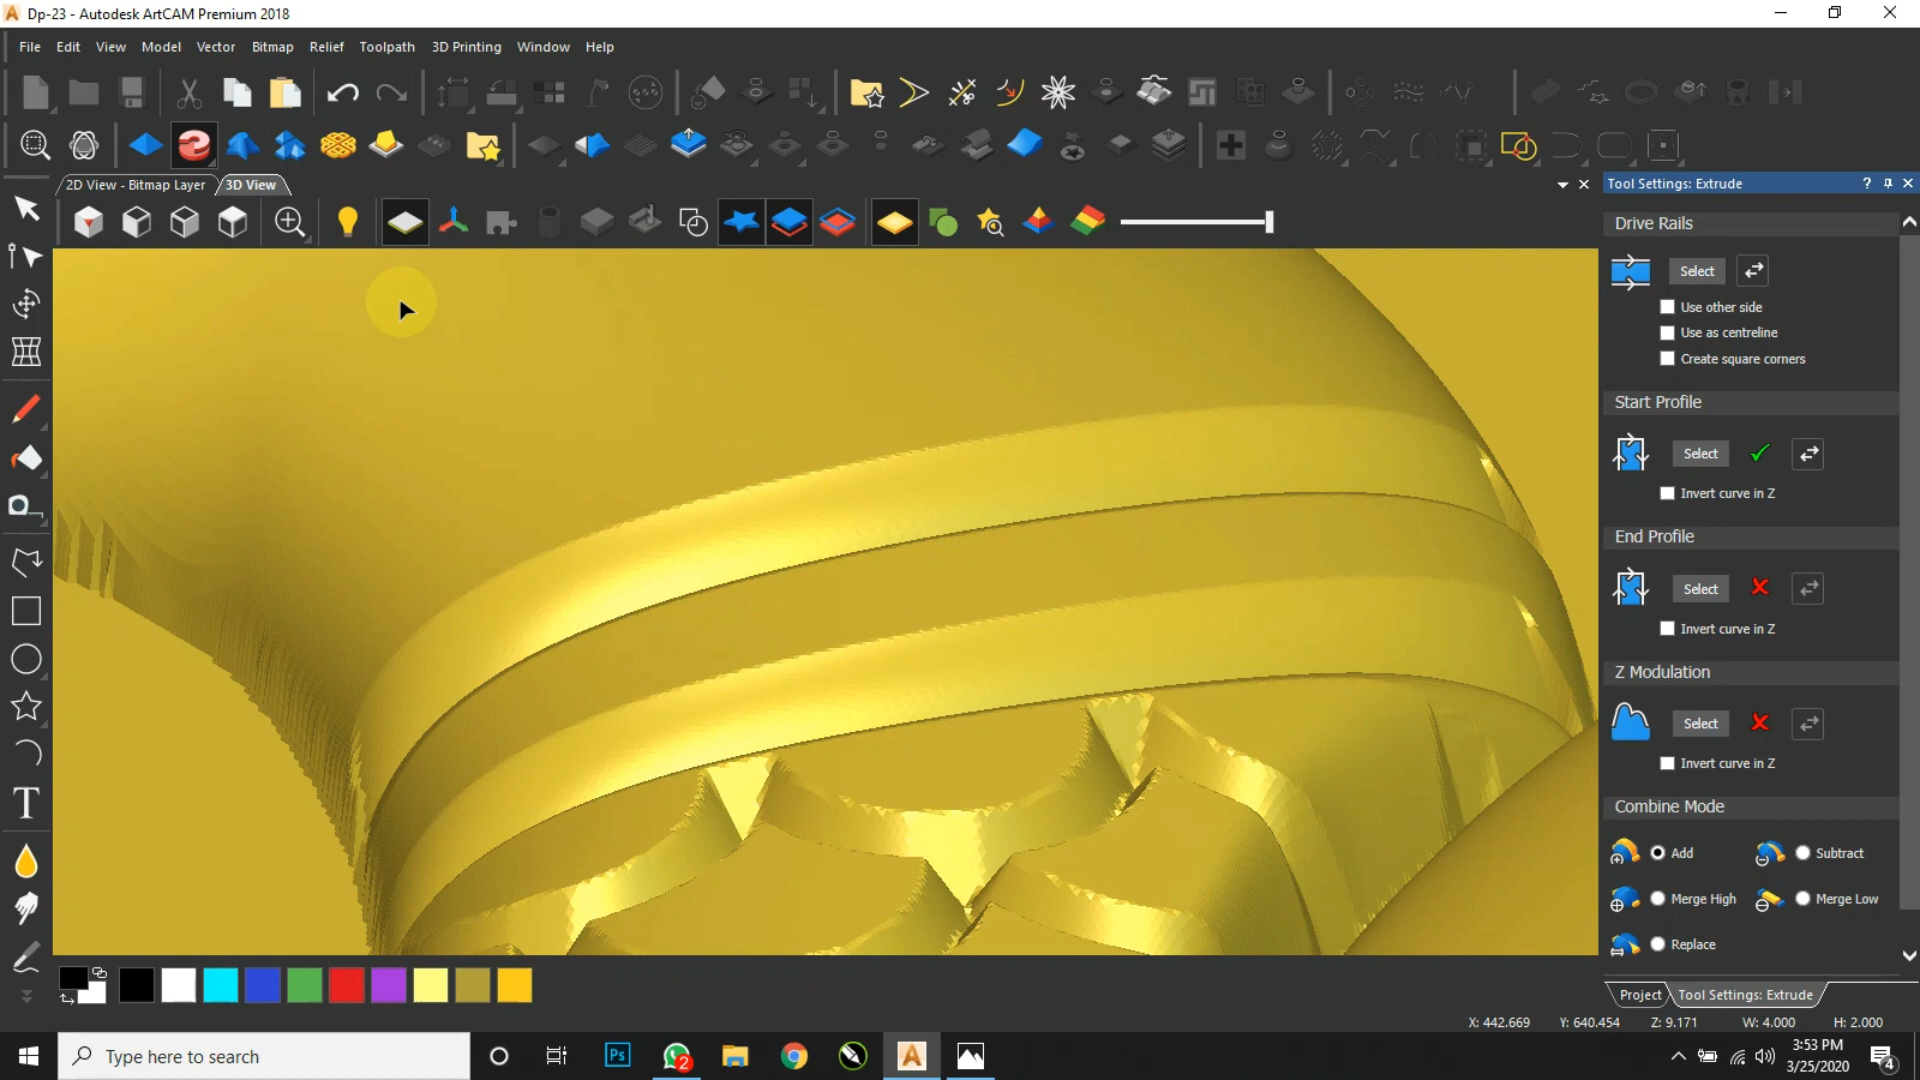 Dp-23 - Autodesk ArtCAM Premium 2018
File Edit View Model Vector Bitmap Relief Toolpath 3D Printing Window Help
2D View - Bitmap Layer 3D View
Tool Settings: Extrude
Drive Rails
Select
Use other side
Use as centreline
Create square corners
Start Profile
Select
Invert curve in Z
End Profile
Select
Invert curve in Z
Z Modulation
Select
Invert curve in Z
Combine Mode
Add Subtract
Merge High Merge Low
Replace
Project Tool Settings: Extrude
X: 442.669 Y: 640.454 Z: 9.171 W: 4.000 H: 2.000
Type here to search
Ps
2
3:53 PM
3/25/2020
4